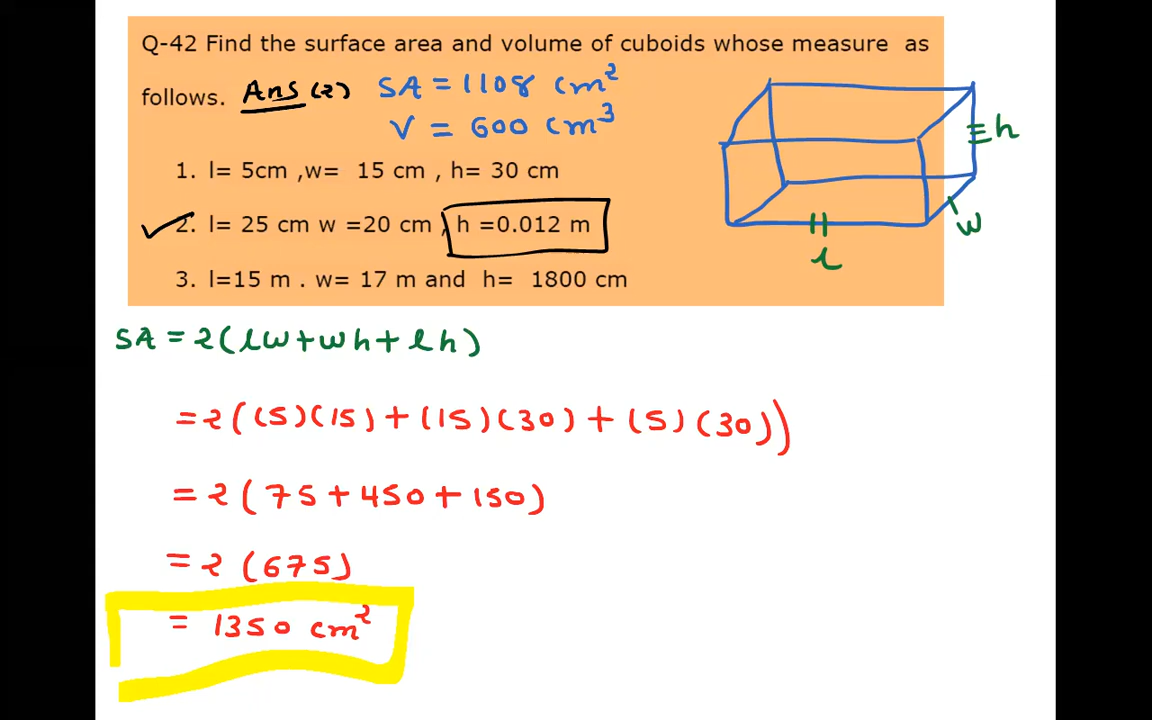 Q-42 Find the surface area and volume of cuboids whose measure as
follows. Ans (2) SA = 1108 cm²
V = 600 cm³
1. l= 5cm ,w= 15 cm , h= 30 cm
2. l= 25 cm w =20 cm , h =0.012 m
3. l=15 m . w= 17 m and h= 1800 cm
h
w
l
SA = 2(lw+wh+lh)
=2((5)(15)+(15)(30)+(5)(30))
=2(75+450+150)
=2(675)
= 1350 cm²